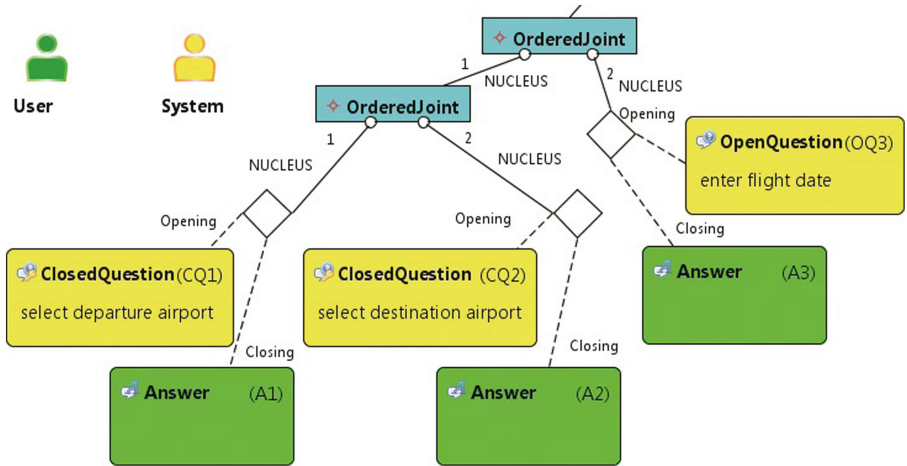 OrderedJoint
1
NUCLEUS
2
NUCLEUS
User
System
OrderedJoint
1
NUCLEUS
2
NUCLEUS
Opening
OpenQuestion (OQ3)
enter flight date
Closing
Answer (A3)
Opening
ClosedQuestion (CQ1)
select departure airport
Closing
Answer (A1)
Opening
ClosedQuestion (CQ2)
select destination airport
Closing
Answer (A2)